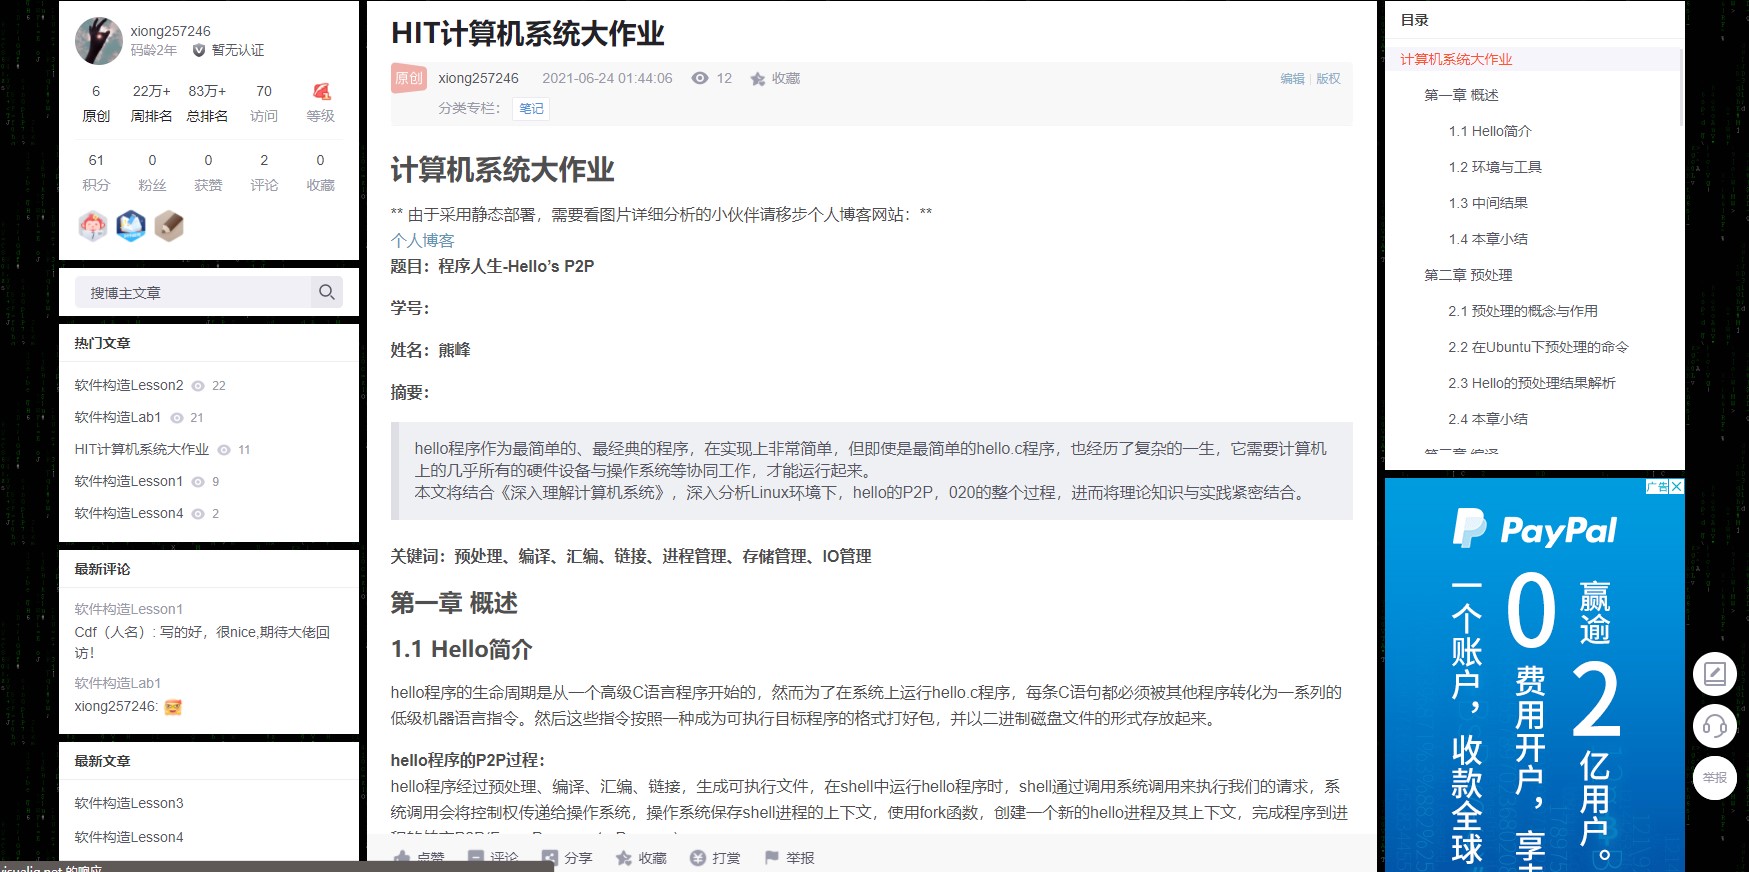 xiong257246
码龄2年 暂无认证
6 22万+ 83万+ 70
原创 周排名 总排名 访问 等级
61 0 0 2 0
积分 粉丝 获赞 评论 收藏
搜博主文章
热门文章
软件构造Lesson2 22
软件构造Lab1 21
HIT计算机系统大作业 11
软件构造Lesson1 9
软件构造Lesson4 2
最新评论
软件构造Lesson1
Cdf（人名）: 写的好，很nice,期待大佬回
访！
软件构造Lab1
xiong257246:
最新文章
软件构造Lesson3
软件构造Lesson4
HIT计算机系统大作业
原创 xiong257246 2021-06-24 01:44:06 12 收藏 编辑 版权
分类专栏： 笔记
计算机系统大作业
** 由于采用静态部署，需要看图片详细分析的小伙伴请移步个人博客网站：**
个人博客
题目：程序人生-Hello’s P2P
学号：
姓名：熊峰
摘要：
hello程序作为最简单的、最经典的程序，在实现上非常简单，但即使是最简单的hello.c程序，也经历了复杂的一生，它需要计算机
上的几乎所有的硬件设备与操作系统等协同工作，才能运行起来。
本文将结合《深入理解计算机系统》，深入分析Linux环境下，hello的P2P，020的整个过程，进而将理论知识与实践紧密结合。
关键词：预处理、编译、汇编、链接、进程管理、存储管理、IO管理
第一章 概述
1.1 Hello简介
hello程序的生命周期是从一个高级C语言程序开始的，然而为了在系统上运行hello.c程序，每条C语句都必须被其他程序转化为一系列的
低级机器语言指令。然后这些指令按照一种成为可执行目标程序的格式打好包，并以二进制磁盘文件的形式存放起来。
hello程序的P2P过程：
hello程序经过预处理、编译、汇编、链接，生成可执行文件，在shell中运行hello程序时，shell通过调用系统调用来执行我们的请求，系
统调用会将控制权传递给操作系统，操作系统保存shell进程的上下文，使用fork函数，创建一个新的hello进程及其上下文，完成程序到进
点赞 评论 分享 收藏 打赏 举报
目录
计算机系统大作业
第一章 概述
1.1 Hello简介
1.2 环境与工具
1.3 中间结果
1.4 本章小结
第二章 预处理
2.1 预处理的概念与作用
2.2 在Ubuntu下预处理的命令
2.3 Hello的预处理结果解析
2.4 本章小结
第三章 编译
广告
PayPal
赢逾2亿用户。
0费用开户，享
一个账户，收款全球
举报